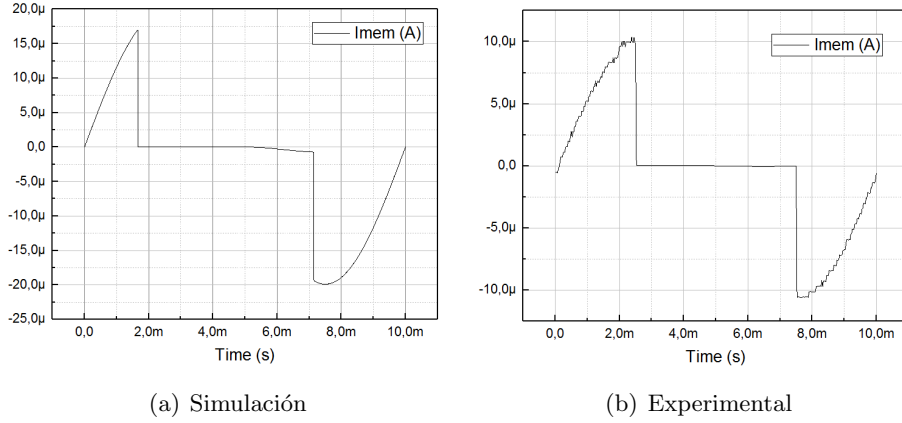 20,0µ
15,0µ
10,0µ
5,0µ
0,0
-5,0µ
-10,0µ
-15,0µ
-20,0µ
-25,0µ
Imem (A)
0,0 2,0m 4,0m 6,0m 8,0m 10,0m
Time (s)
(a) Simulación
10,0µ
5,0µ
0,0
-5,0µ
-10,0µ
Imem (A)
0,0 2,0m 4,0m 6,0m 8,0m 10,0m
Time (s)
(b) Experimental